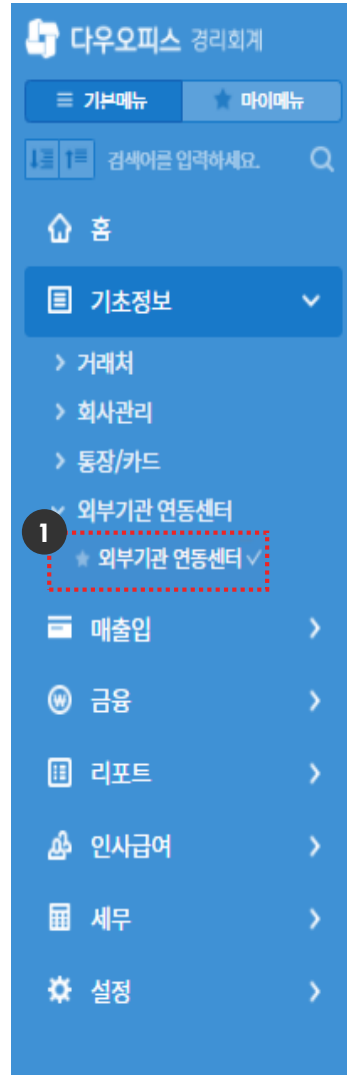 다우오피스 경리회계
기본메뉴 마이메뉴
검색어를 입력하세요.
홈
기초정보
거래처
회사관리
통장/카드
외부기관 연동센터
1
외부기관 연동센터
매출입
금융
리포트
인사급여
세무
설정